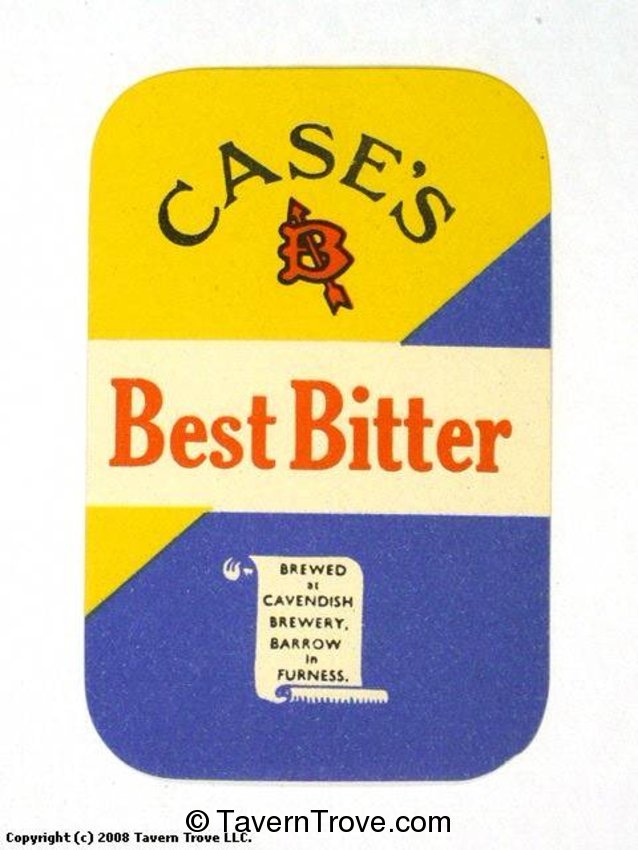 CASE'S
B
Best Bitter
BREWED
at
CAVENDISH
BREWERY,
BARROW
in
FURNESS.
© TavernTrove.com
Copyright (c) 2008 Tavern Trove LLC.